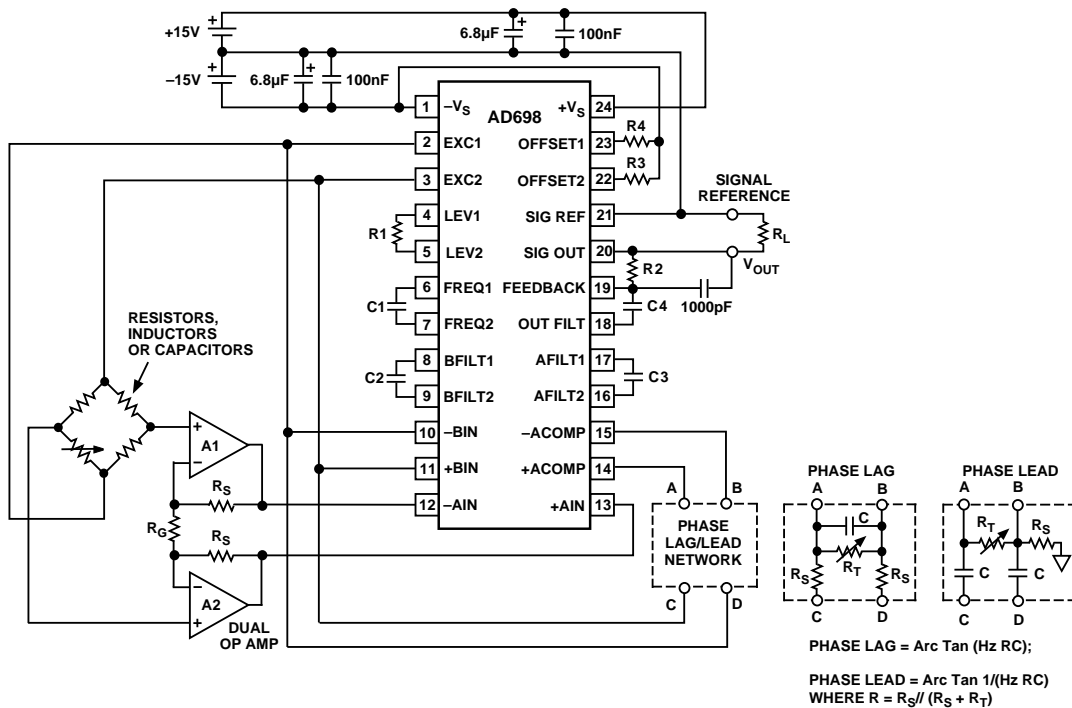 +15V
–15V
+
+
6.8µF
+
100nF
6.8µF
+
100nF
AD698
1 –VS
2 EXC1
3 EXC2
4 LEV1
5 LEV2
6 FREQ1
7 FREQ2
8 BFILT1
9 BFILT2
10 –BIN
11 +BIN
12 –AIN
+VS 24
OFFSET1 23
OFFSET2 22
SIG REF 21
SIG OUT 20
FEEDBACK 19
OUT FILT 18
AFILT1 17
AFILT2 16
–ACOMP 15
+ACOMP 14
+AIN 13
R1
C1
C2
R4
R3
SIGNAL
REFERENCE
RL
VOUT
R2
1000pF
C4
C3
RESISTORS,
INDUCTORS
OR CAPACITORS
+
A1
–
RS
RG
RS
–
A2
+
DUAL
OP AMP
A
B
PHASE
LAG/LEAD
NETWORK
C
D
PHASE LAG
A
B
C
RT
RS
RS
C
D
PHASE LEAD
A
B
RT
RS
C
C
C
D
PHASE LAG = Arc Tan (Hz RC);
PHASE LEAD = Arc Tan 1/(Hz RC)
WHERE R = RS// (RS + RT)